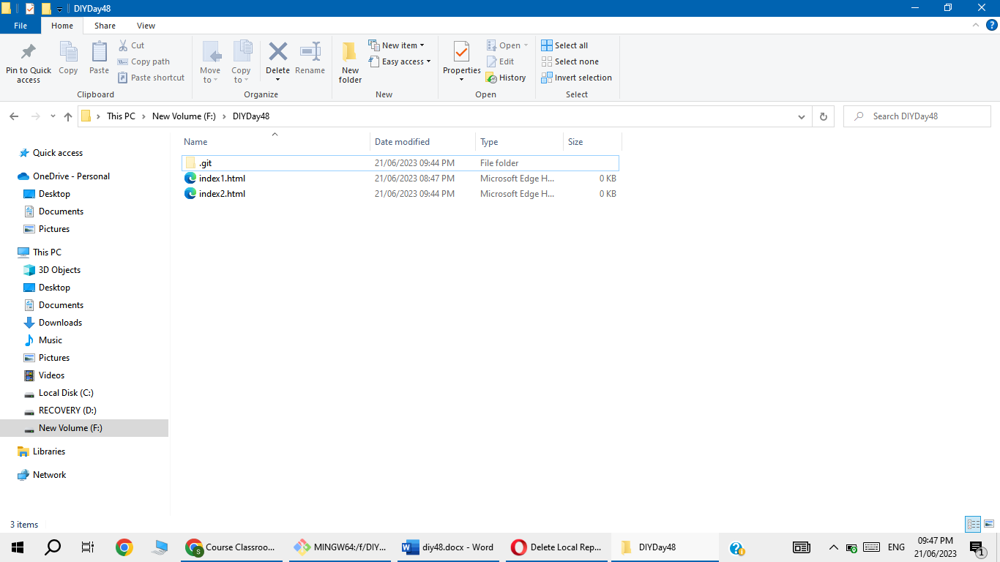 DIYDay48
File Home Share View
Pin to Quick access
Copy
Paste
Cut
Copy path
Paste shortcut
Clipboard
Move to
Copy to
Delete
Rename
Organize
New folder
New item
Easy access
New
Properties
Open
Edit
History
Open
Select all
Select none
Invert selection
Select
This PC › New Volume (F:) › DIYDay48
Search DIYDay48
Name Date modified Type Size
.git 21/06/2023 09:44 PM File folder
index1.html 21/06/2023 08:47 PM Microsoft Edge H... 0 KB
index2.html 21/06/2023 09:44 PM Microsoft Edge H... 0 KB
Quick access
OneDrive - Personal
Desktop
Documents
Pictures
This PC
3D Objects
Desktop
Documents
Downloads
Music
Pictures
Videos
Local Disk (C:)
RECOVERY (D:)
New Volume (F:)
Libraries
Network
3 items
S
Course Classroo...
MINGW64:/f/DIY...
diy48.docx - Word
Delete Local Rep...
DIYDay48
ENG
09:47 PM
21/06/2023
1